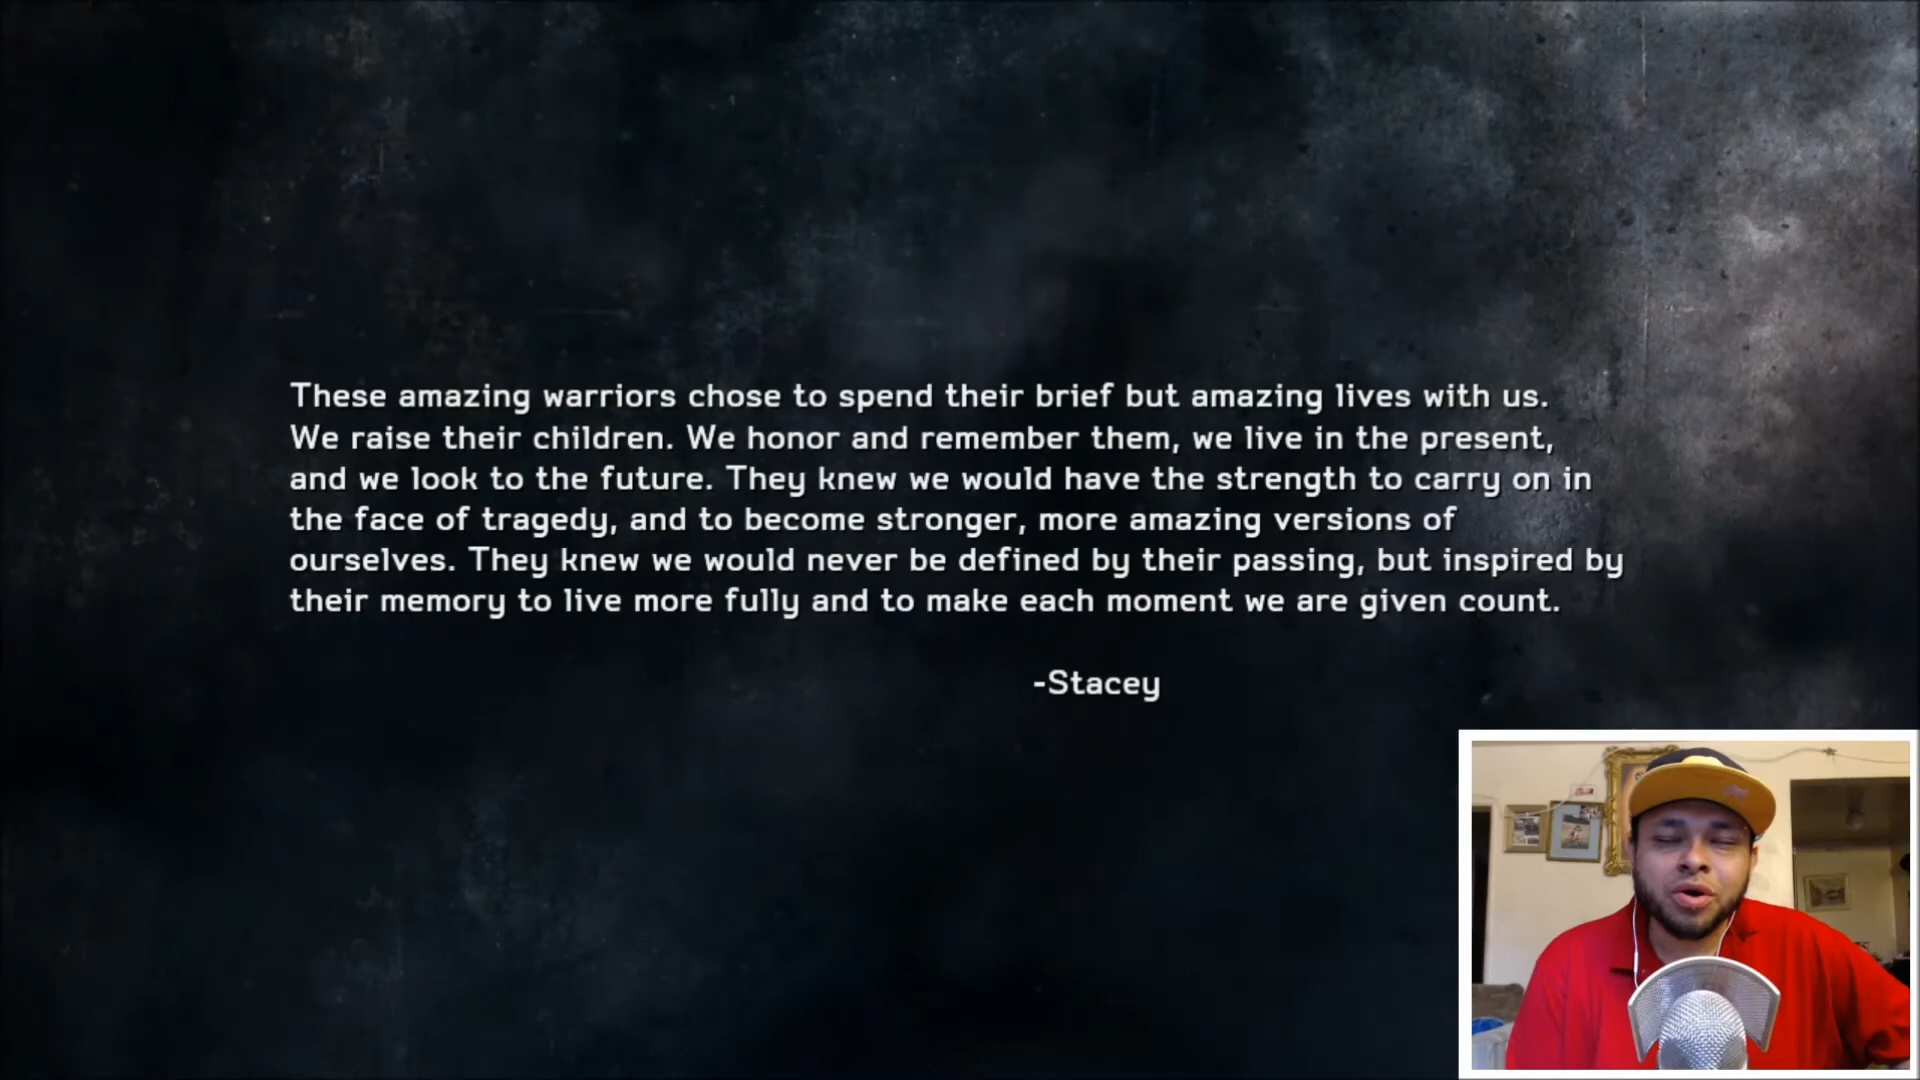 These amazing warriors chose to spend their brief but amazing lives with us.
We raise their children. We honor and remember them, we live in the present,
and we look to the future. They knew we would have the strength to carry on in
the face of tragedy, and to become stronger, more amazing versions of
ourselves. They knew we would never be defined by their passing, but inspired by
their memory to live more fully and to make each moment we are given count.
-Stacey